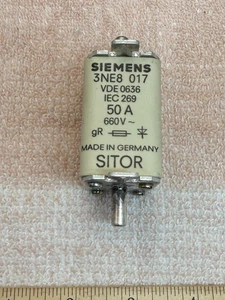 SIEMENS
3NE8 017
VDE 0636
IEC 269
50 A
660V ~
gR
MADE IN GERMANY
SITOR